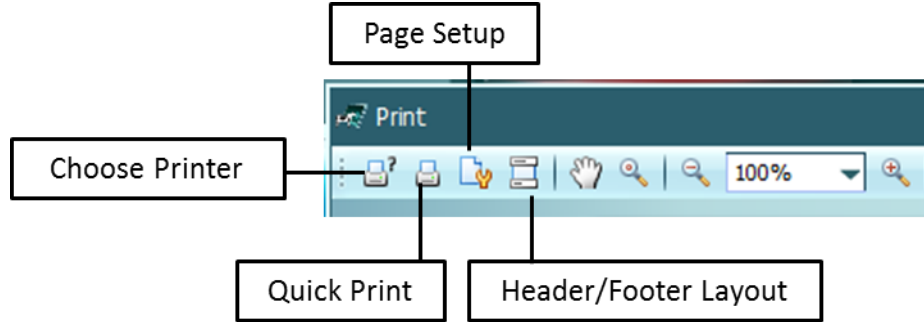 Page Setup
Print
Choose Printer
?
100%
Quick Print
Header/Footer Layout